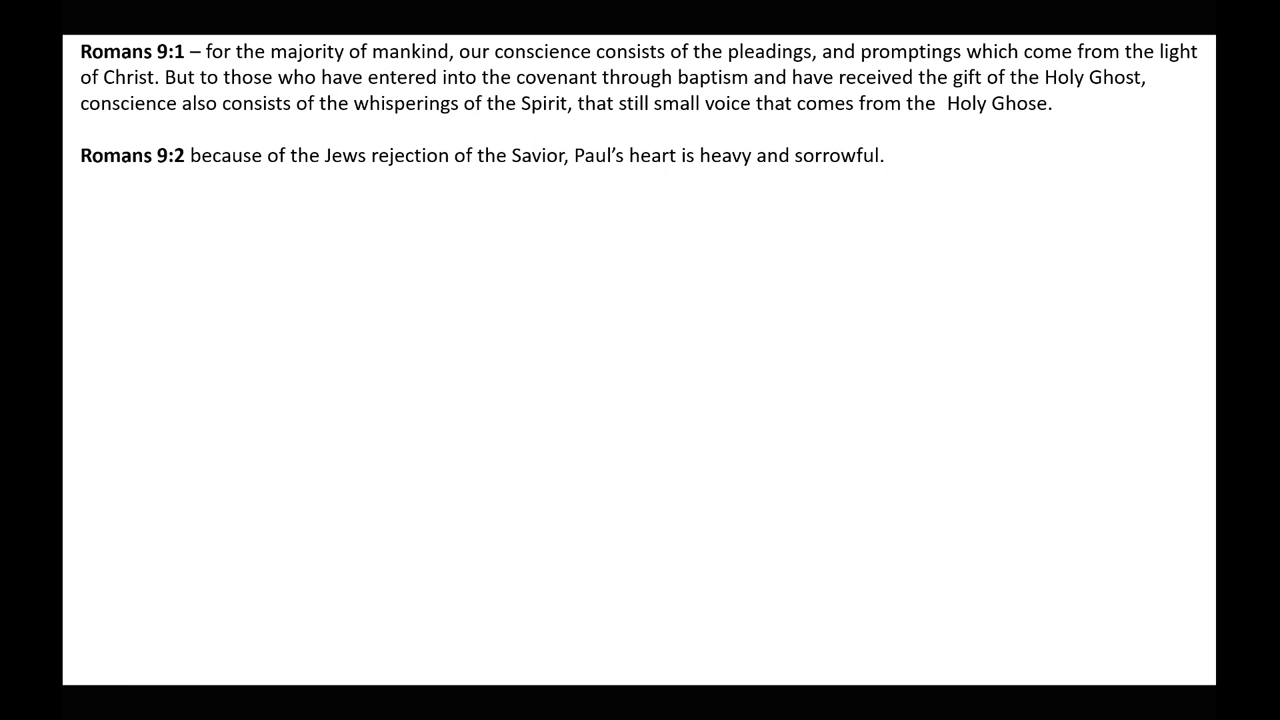 Romans 9:1 – for the majority of mankind, our conscience consists of the pleadings, and promptings which come from the light
of Christ. But to those who have entered into the covenant through baptism and have received the gift of the Holy Ghost,
conscience also consists of the whisperings of the Spirit, that still small voice that comes from the  Holy Ghose.
Romans 9:2 because of the Jews rejection of the Savior, Paul’s heart is heavy and sorrowful.